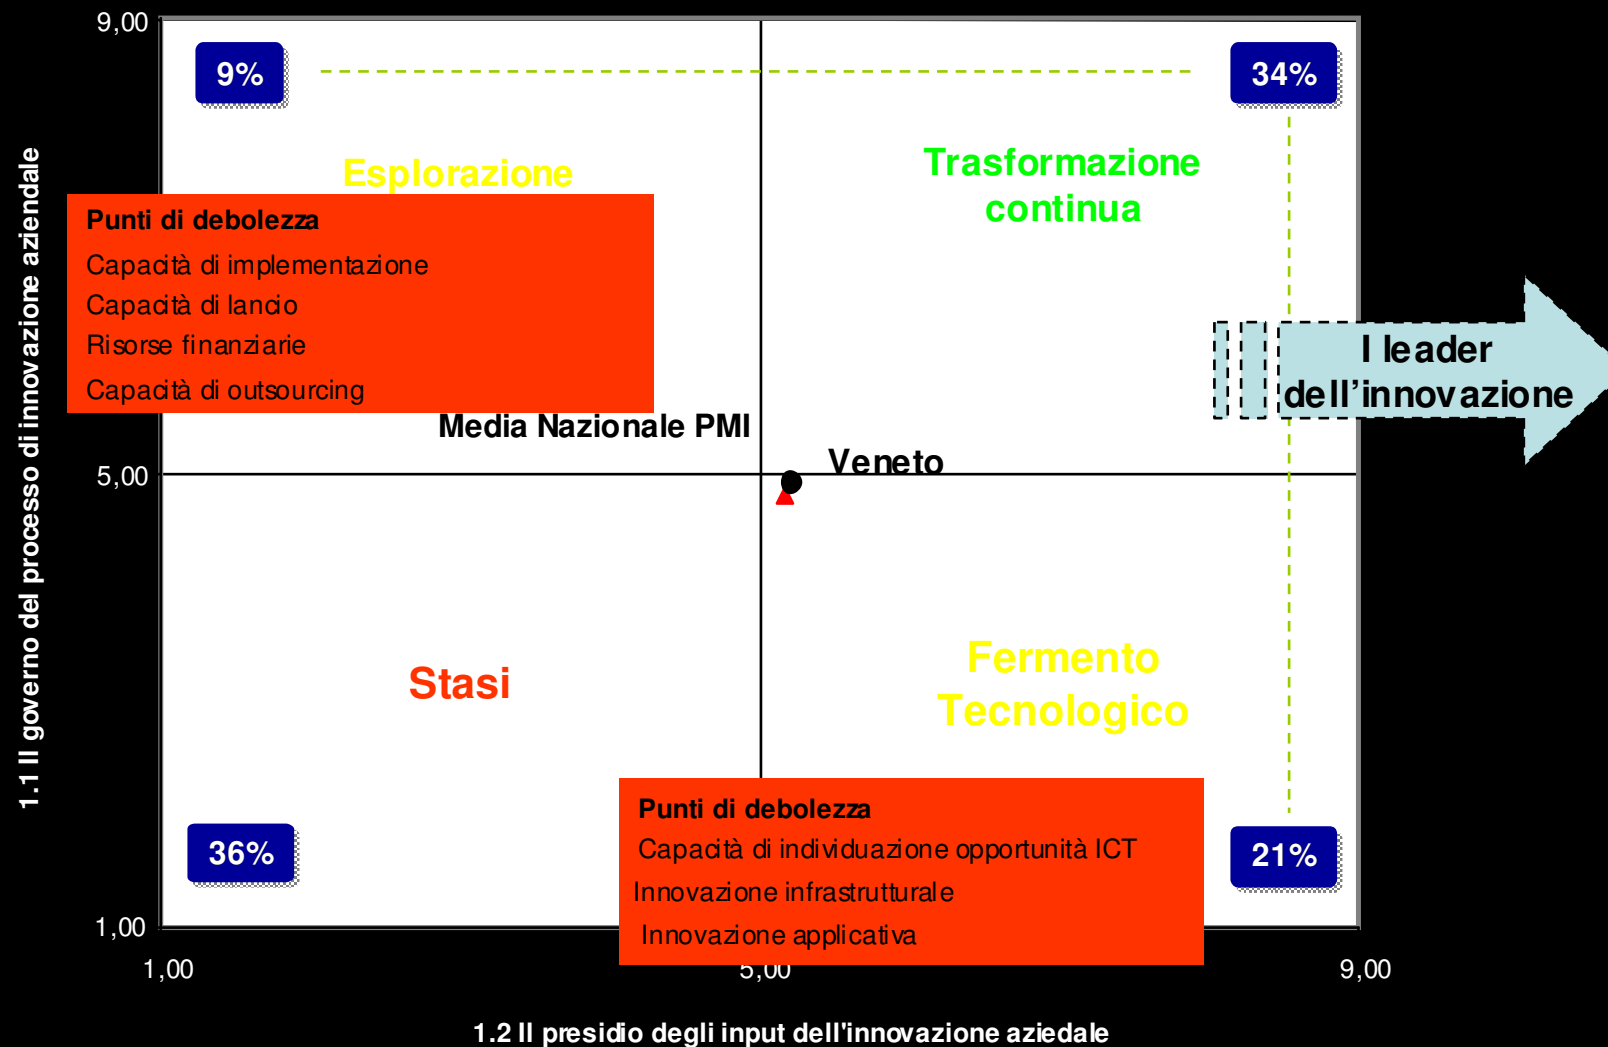 9,00
9%
34%
Esplorazione
Trasformazione
continua
Punti di debolezza
Capacità di implementazione
Capacità di lancio
Risorse finanziarie
Capacità di outsourcing
I leader
dell’innovazione
Media Nazionale PMI
Veneto
5,00
1.1 Il governo del processo di innovazione aziendale
Stasi
Fermento
Tecnologico
36%
21%
Punti di debolezza
Capacità di individuazione opportunità ICT
Innovazione infrastrutturale
Innovazione applicativa
1,00
1,00
5,00
9,00
1.2 Il presidio degli input dell'innovazione aziedale